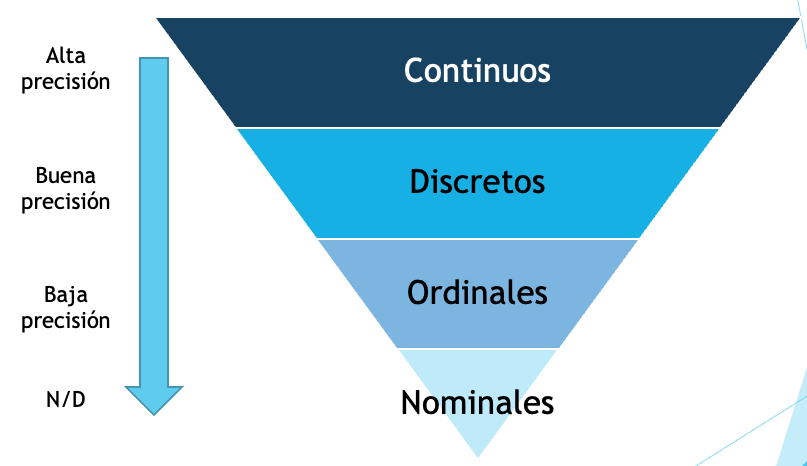 Alta
precisión
Continuos
Buena
precisión
Discretos
Baja
precisión
Ordinales
N/D
Nominales